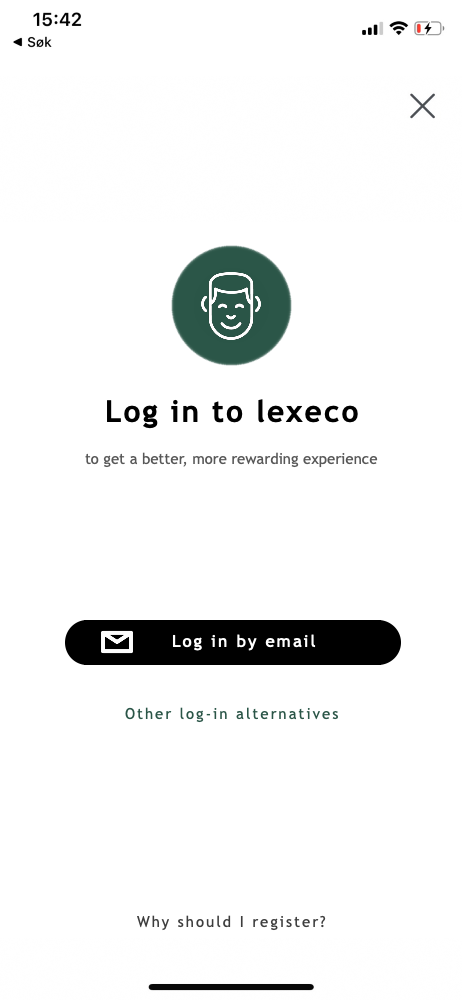 15:42
◀ Søk
Log in to lexeco
to get a better, more rewarding experience
Log in by email
Other log-in alternatives
Why should I register?